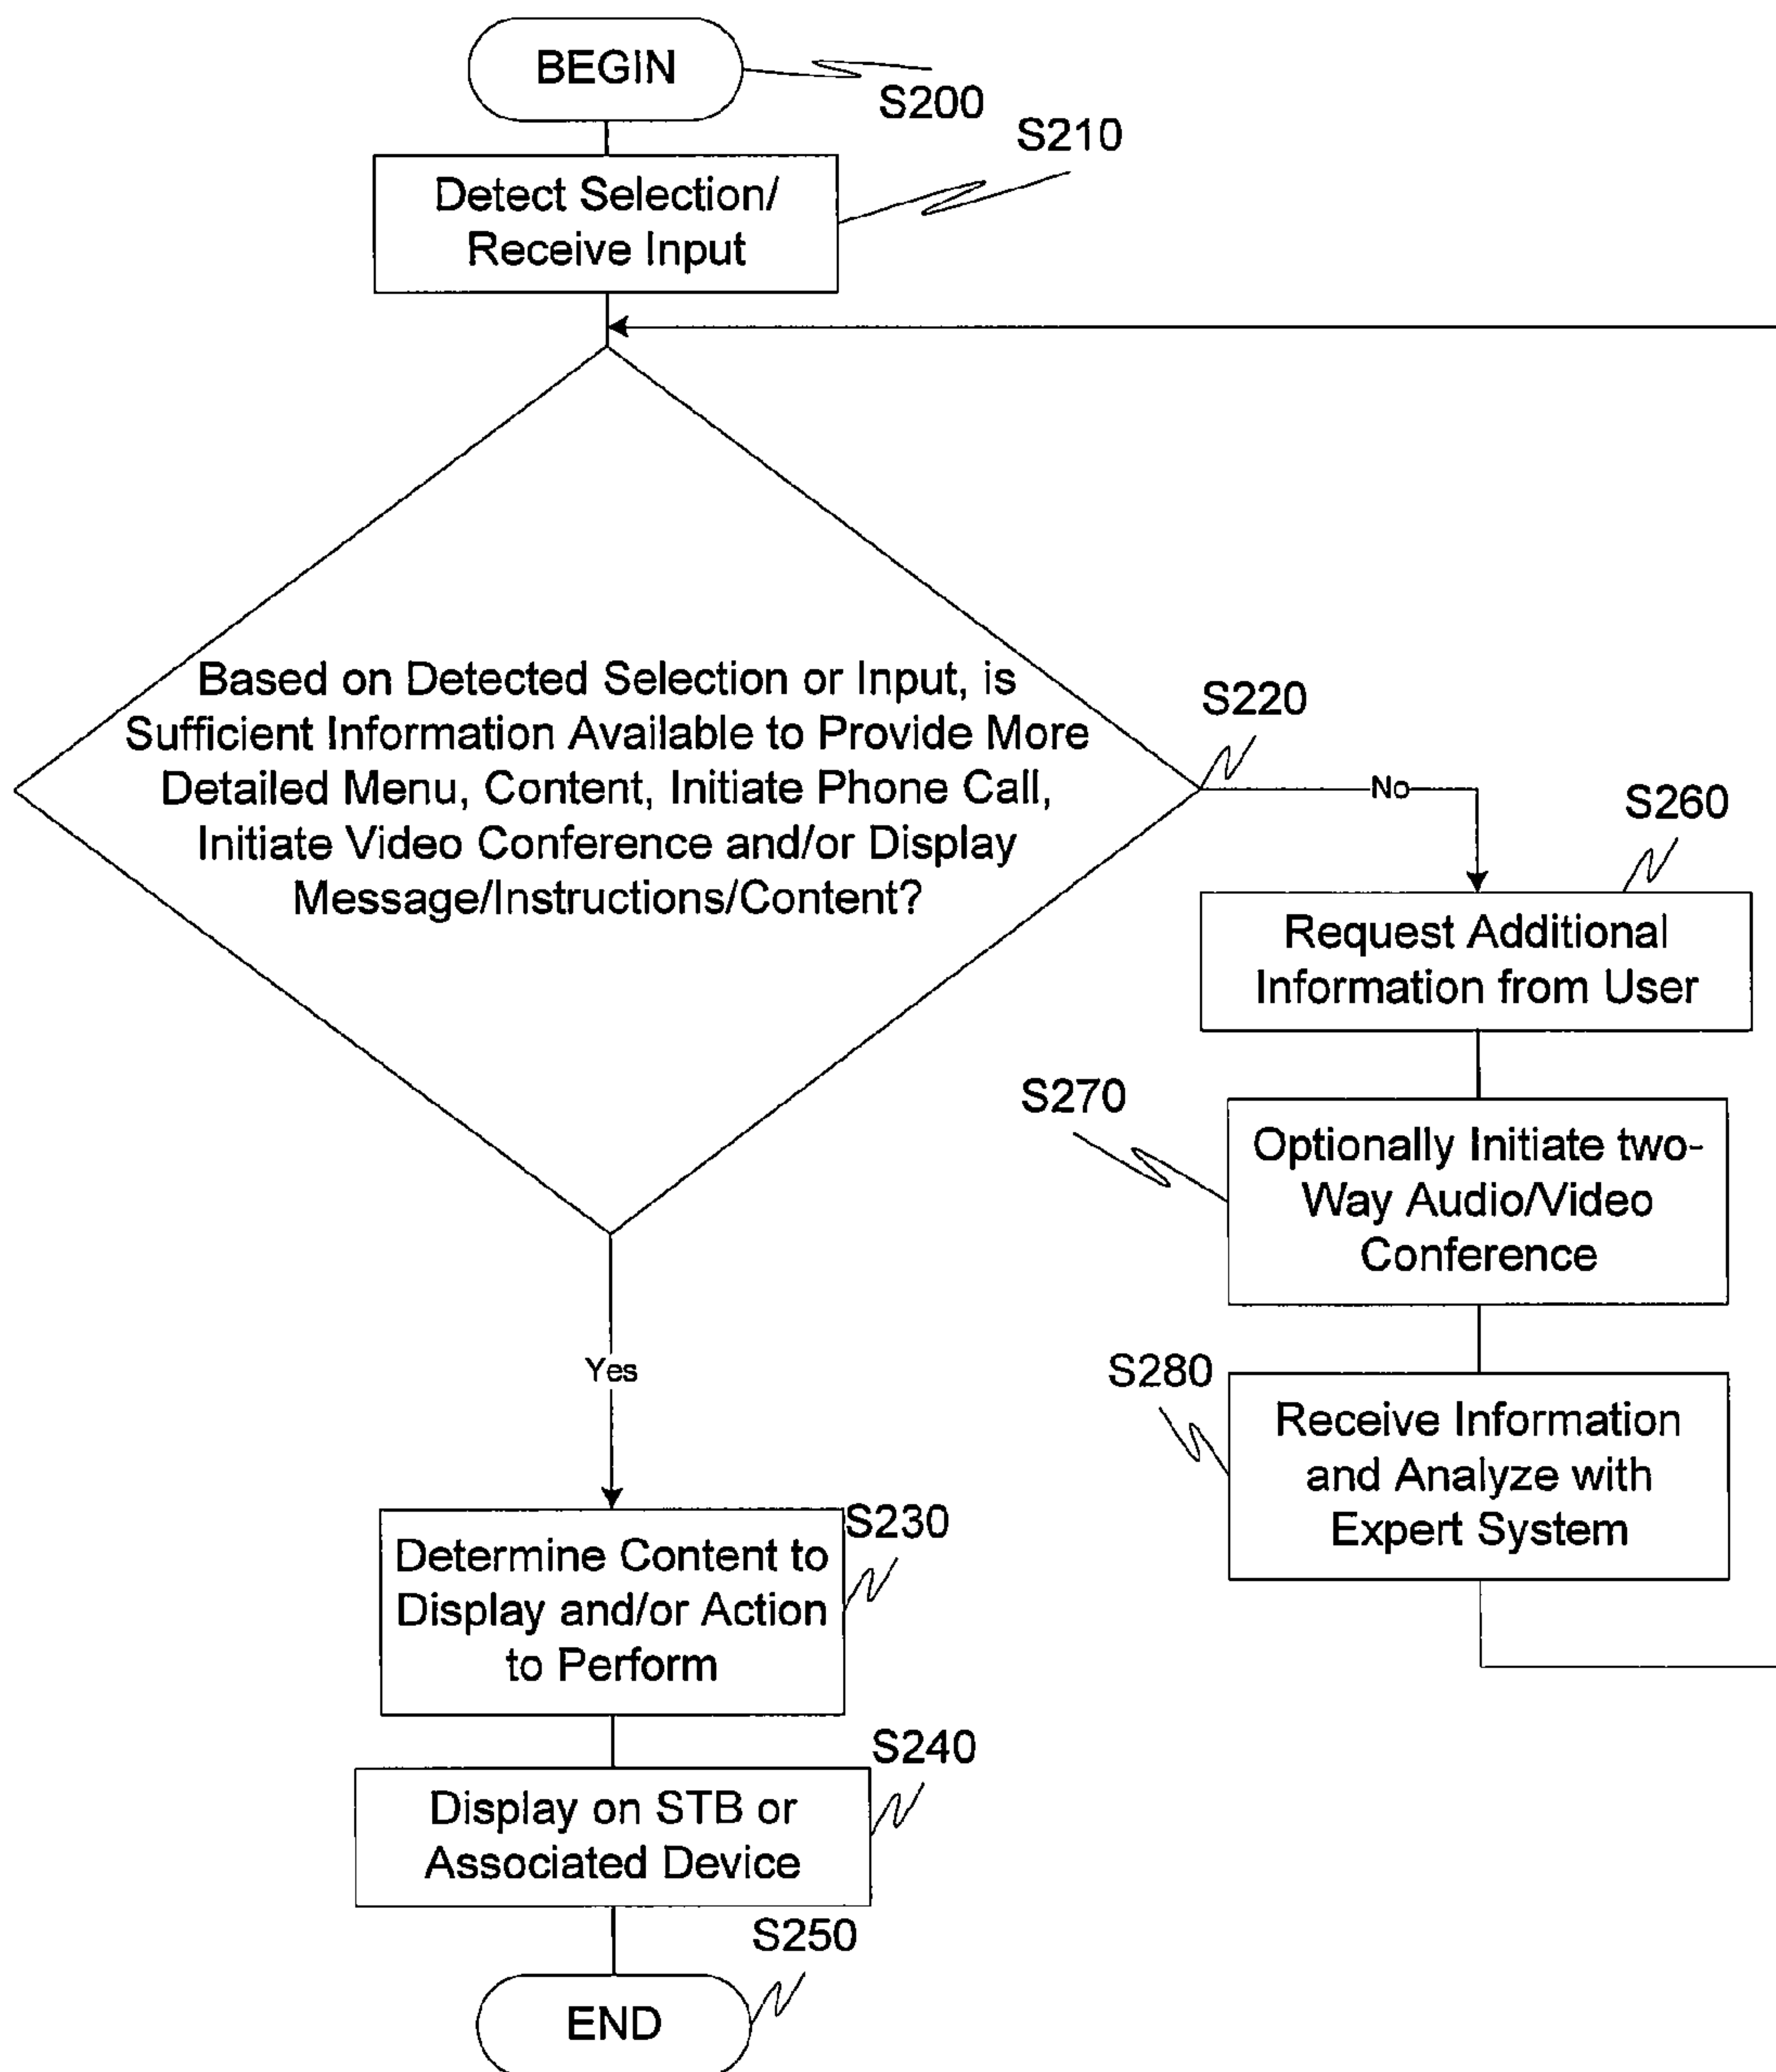 BEGIN
S200
S210
Detect Selection/
Receive Input
Based on Detected Selection or Input, is
Sufficient Information Available to Provide More
Detailed Menu, Content, Initiate Phone Call,
Initiate Video Conference and/or Display
Message/Instructions/Content?
S220
No
S260
Request Additional
Information from User
S270
Optionally Initiate two-
Way Audio/Video
Conference
S280
Receive Information
and Analyze with
Expert System
Yes
S230
Determine Content to
Display and/or Action
to Perform
S240
Display on STB or
Associated Device
S250
END